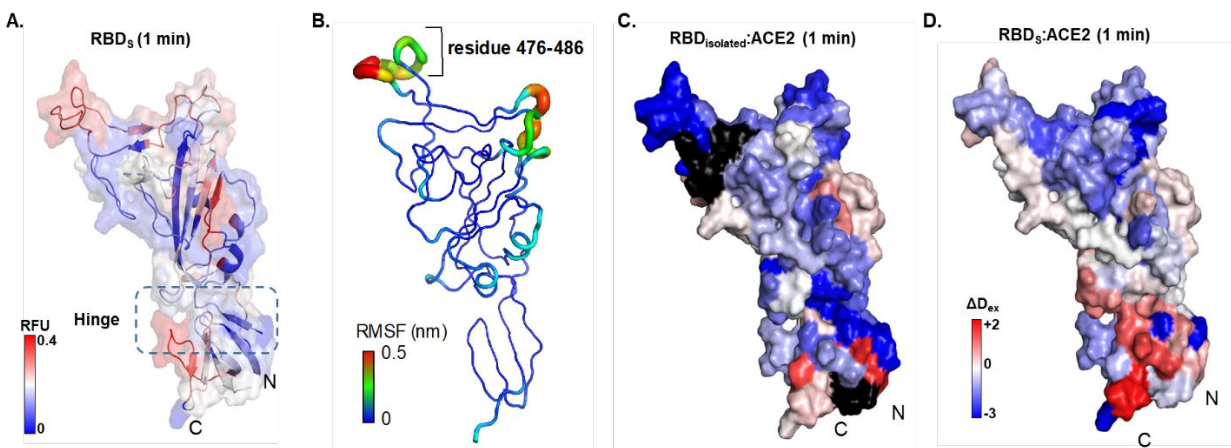 A.
RBDS (1 min)
RFU
0.4
0
Hinge
N
C
B.
residue 476-486
RMSF (nm)
0.5
0
C.
RBDisolated:ACE2 (1 min)
N
C
D.
RBDS:ACE2 (1 min)
ΔDex
+2
0
-3
N
C